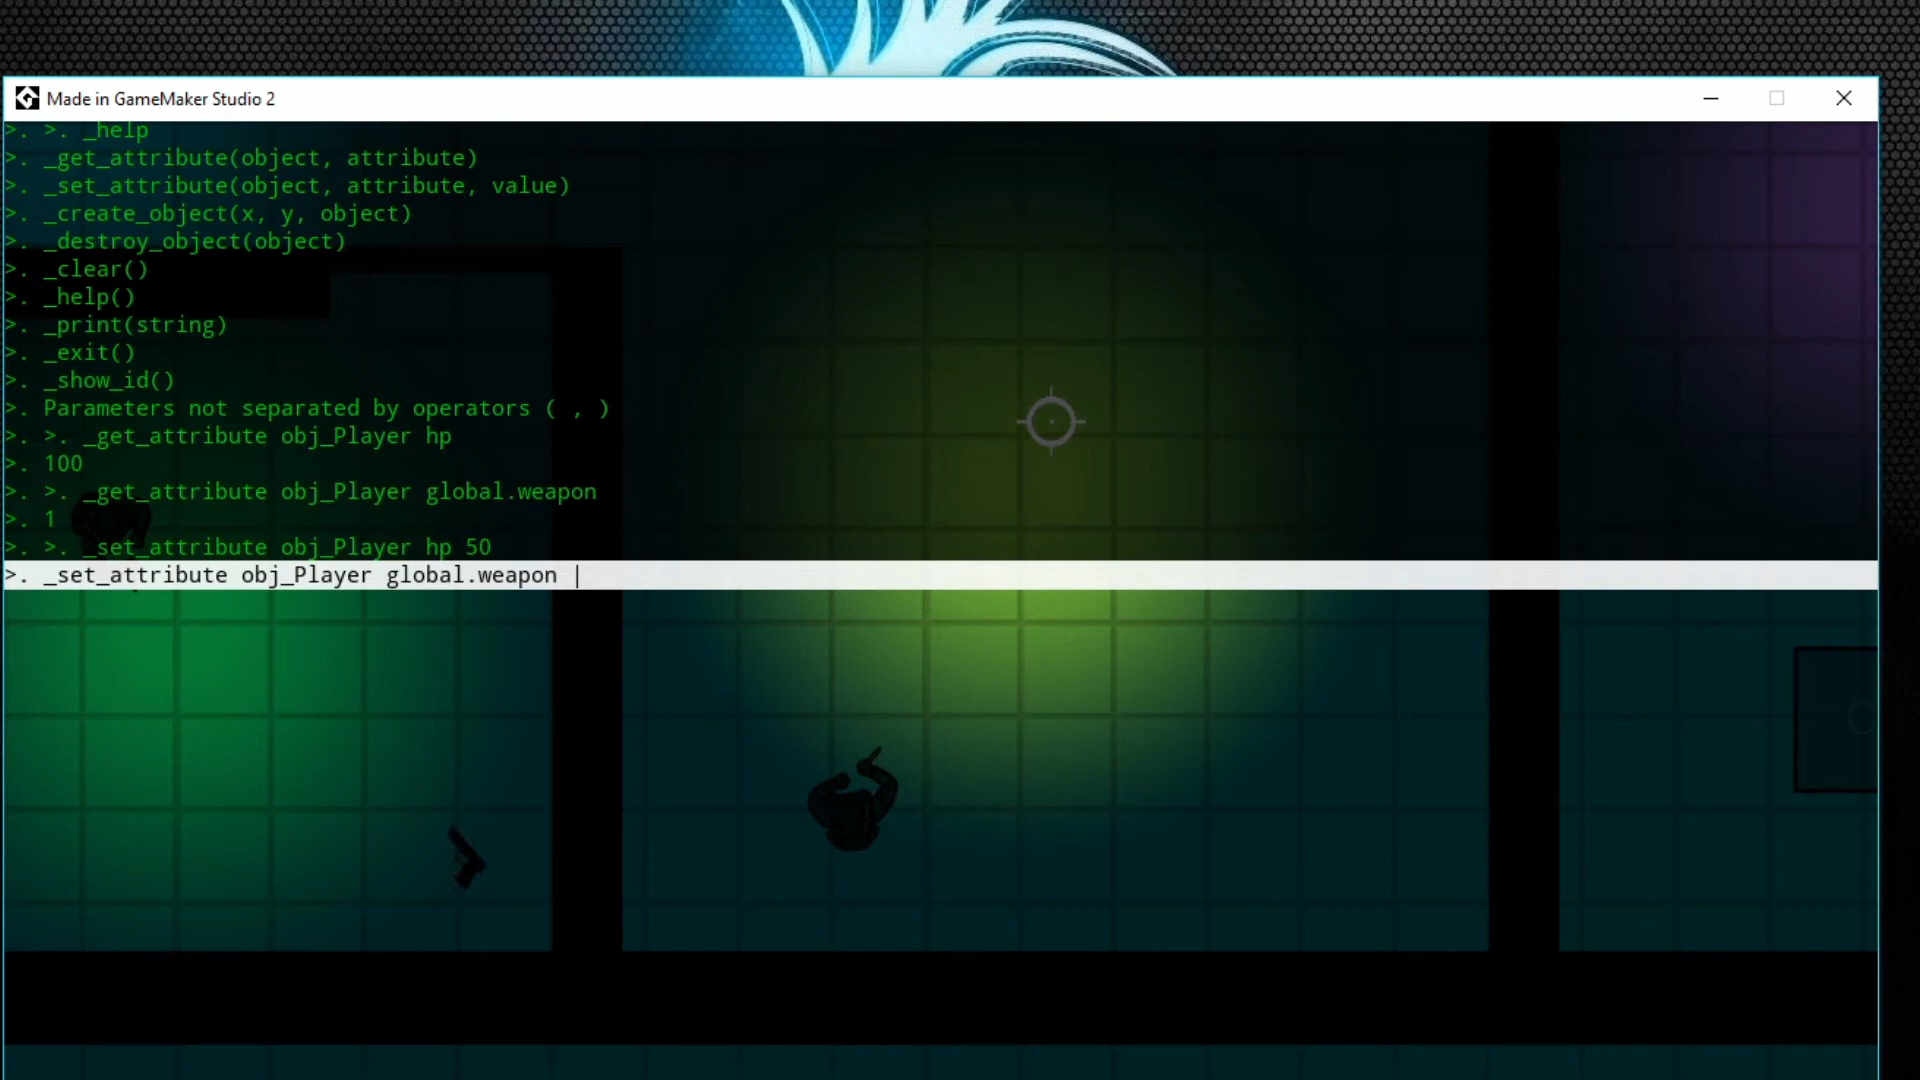 Made in GameMaker Studio 2
>. >. _help
>. _get_attribute(object, attribute)
>. _set_attribute(object, attribute, value)
>. _create_object(x, y, object)
>. _destroy_object(object)
>. _clear()
>. _help()
>. _print(string)
>. _exit()
>. _show_id()
>. Parameters not separated by operators ( , )
>. >. _get_attribute obj_Player hp
>. 100
>. >. _get_attribute obj_Player global.weapon
>. 1
>. >. _set_attribute obj_Player hp 50
>. _set_attribute obj_Player global.weapon |